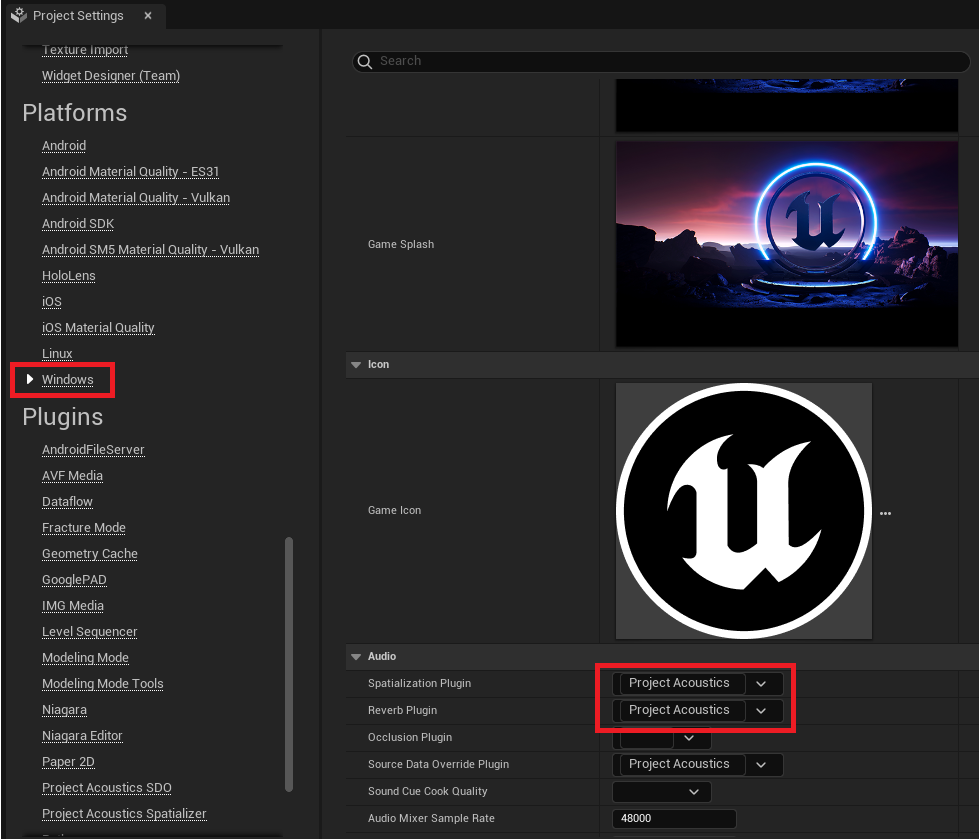 Project Settings
Texture Import
Widget Designer (Team)
Platforms
Android
Android Material Quality - ES31
Android Material Quality - Vulkan
Android SDK
Android SM5 Material Quality - Vulkan
HoloLens
iOS
iOS Material Quality
Linux
Windows
Plugins
AndroidFileServer
AVF Media
Dataflow
Fracture Mode
Geometry Cache
GooglePAD
IMG Media
Level Sequencer
Modeling Mode
Modeling Mode Tools
Niagara
Niagara Editor
Paper 2D
Project Acoustics SDO
Project Acoustics Spatializer
Search
Game Splash
Icon
Game Icon
Audio
Spatialization Plugin Project Acoustics
Reverb Plugin Project Acoustics
Occlusion Plugin
Source Data Override Plugin Project Acoustics
Sound Cue Cook Quality
Audio Mixer Sample Rate 48000